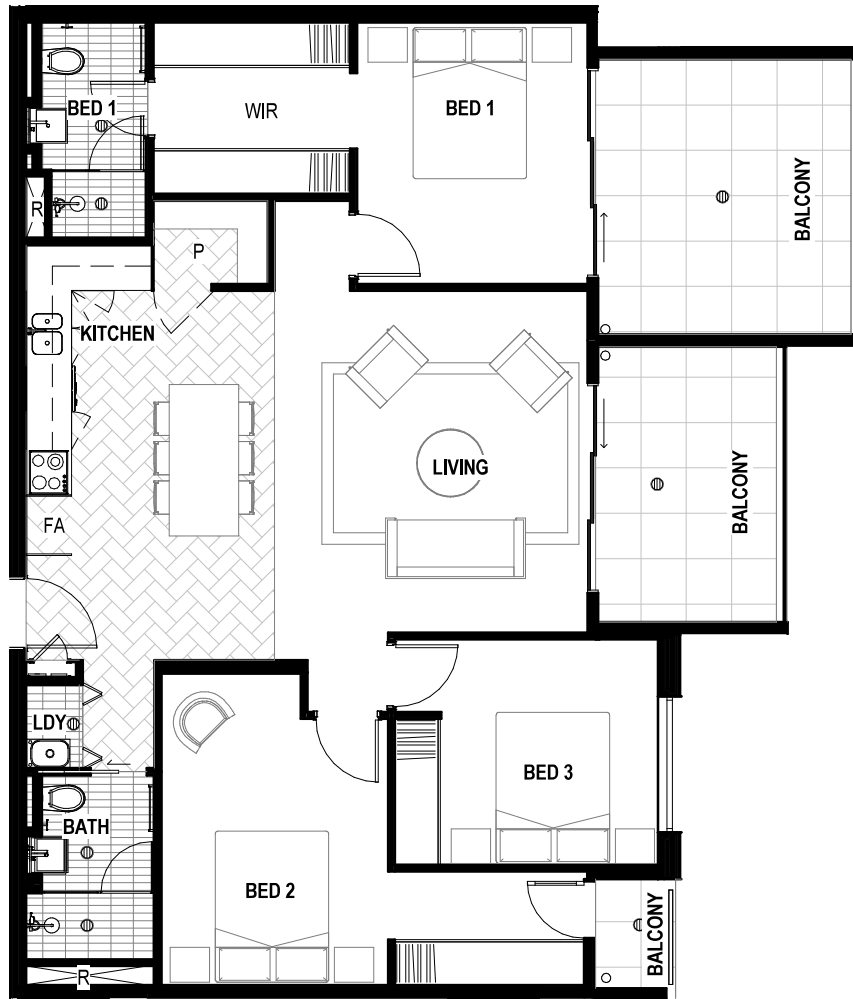 BED 1
WIR
BED 1
BALCONY
R
P
KITCHEN
LIVING
BALCONY
FA
LDY
BED 3
BATH
BED 2
BALCONY
R